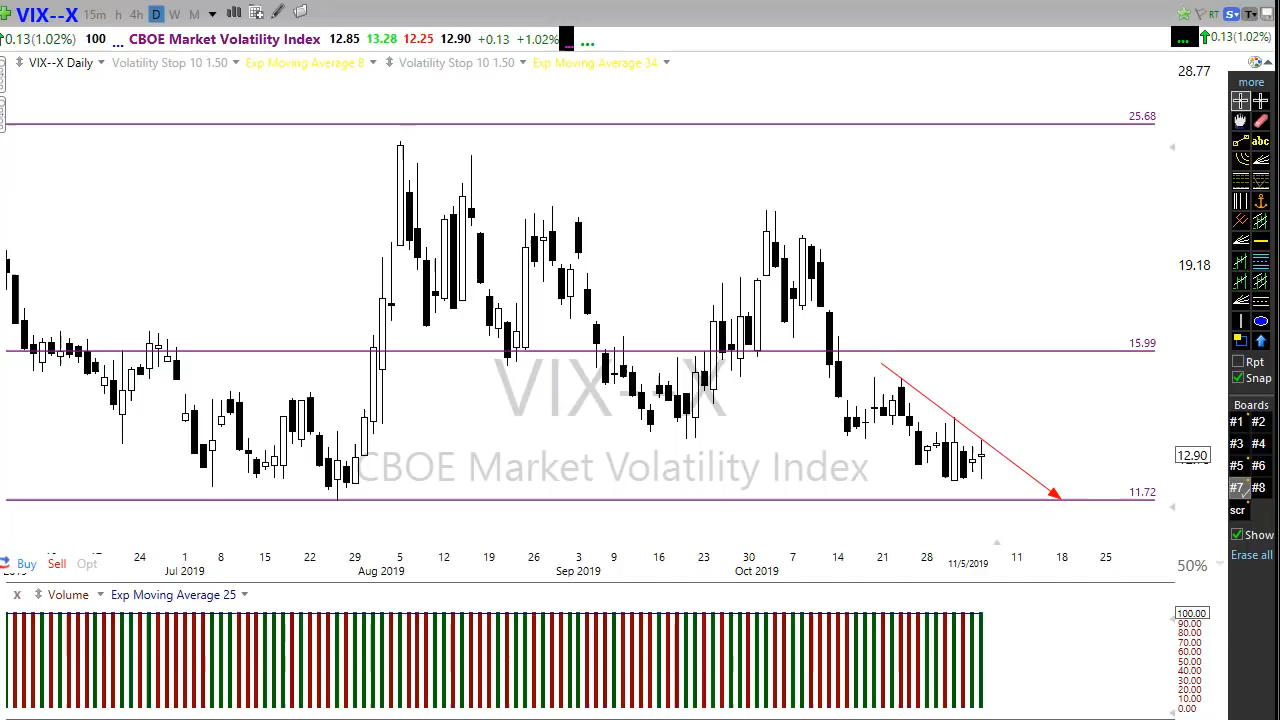 VIX--X 15m h 4h D W M RT S T
0.13(1.02%) 100 ... CBOE Market Volatility Index 12.85 13.28 12.25 12.90 +0.13 +1.02% ... ... ... 0.13(1.02%)
VIX--X Daily Volatility Stop 10 1.50 Exp Moving Average 8 Volatility Stop 10 1.50 Exp Moving Average 34
28.77
more
25.68
abc
19.18
15.99
Rpt
Snap
VIX--X
Boards
#1 #2
#3 #4
12.90
CBOE Market Volatility Index
#5 #6
11.72
#7 #8
scr
Show
Erase all
24 1 8 15 22 29 5 12 19 26 3 9 16 23 30 7 14 21 28 11/5/2019 11 18 25
Buy Sell Opt
50%
Jul 2019 Aug 2019 Sep 2019 Oct 2019
X Volume Exp Moving Average 25
100.00
90.00
80.00
70.00
60.00
50.00
40.00
30.00
20.00
10.00
0.00